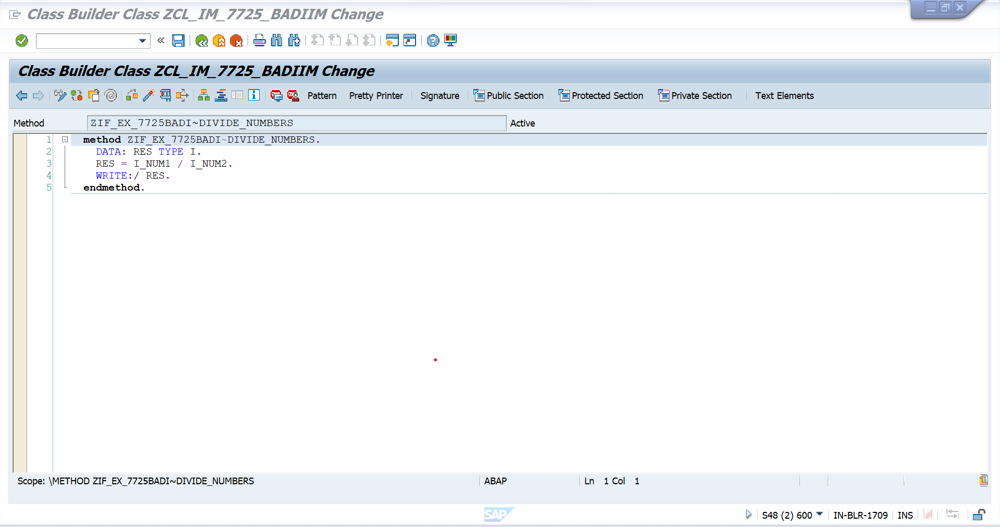 Class Builder Class ZCL_IM_7725_BADIIM Change
Class Builder Class ZCL_IM_7725_BADIIM Change
Pattern Pretty Printer Signature Public Section Protected Section Private Section Text Elements
Method ZIF_EX_7725BADI~DIVIDE_NUMBERS Active
1 method ZIF_EX_7725BADI~DIVIDE_NUMBERS.
2 DATA: RES TYPE I.
3 RES = I_NUM1 / I_NUM2.
4 WRITE:/ RES.
5 endmethod.
Scope: \METHOD ZIF_EX_7725BADI~DIVIDE_NUMBERS ABAP Ln 1 Col 1
SAP S48 (2) 600 IN-BLR-1709 INS